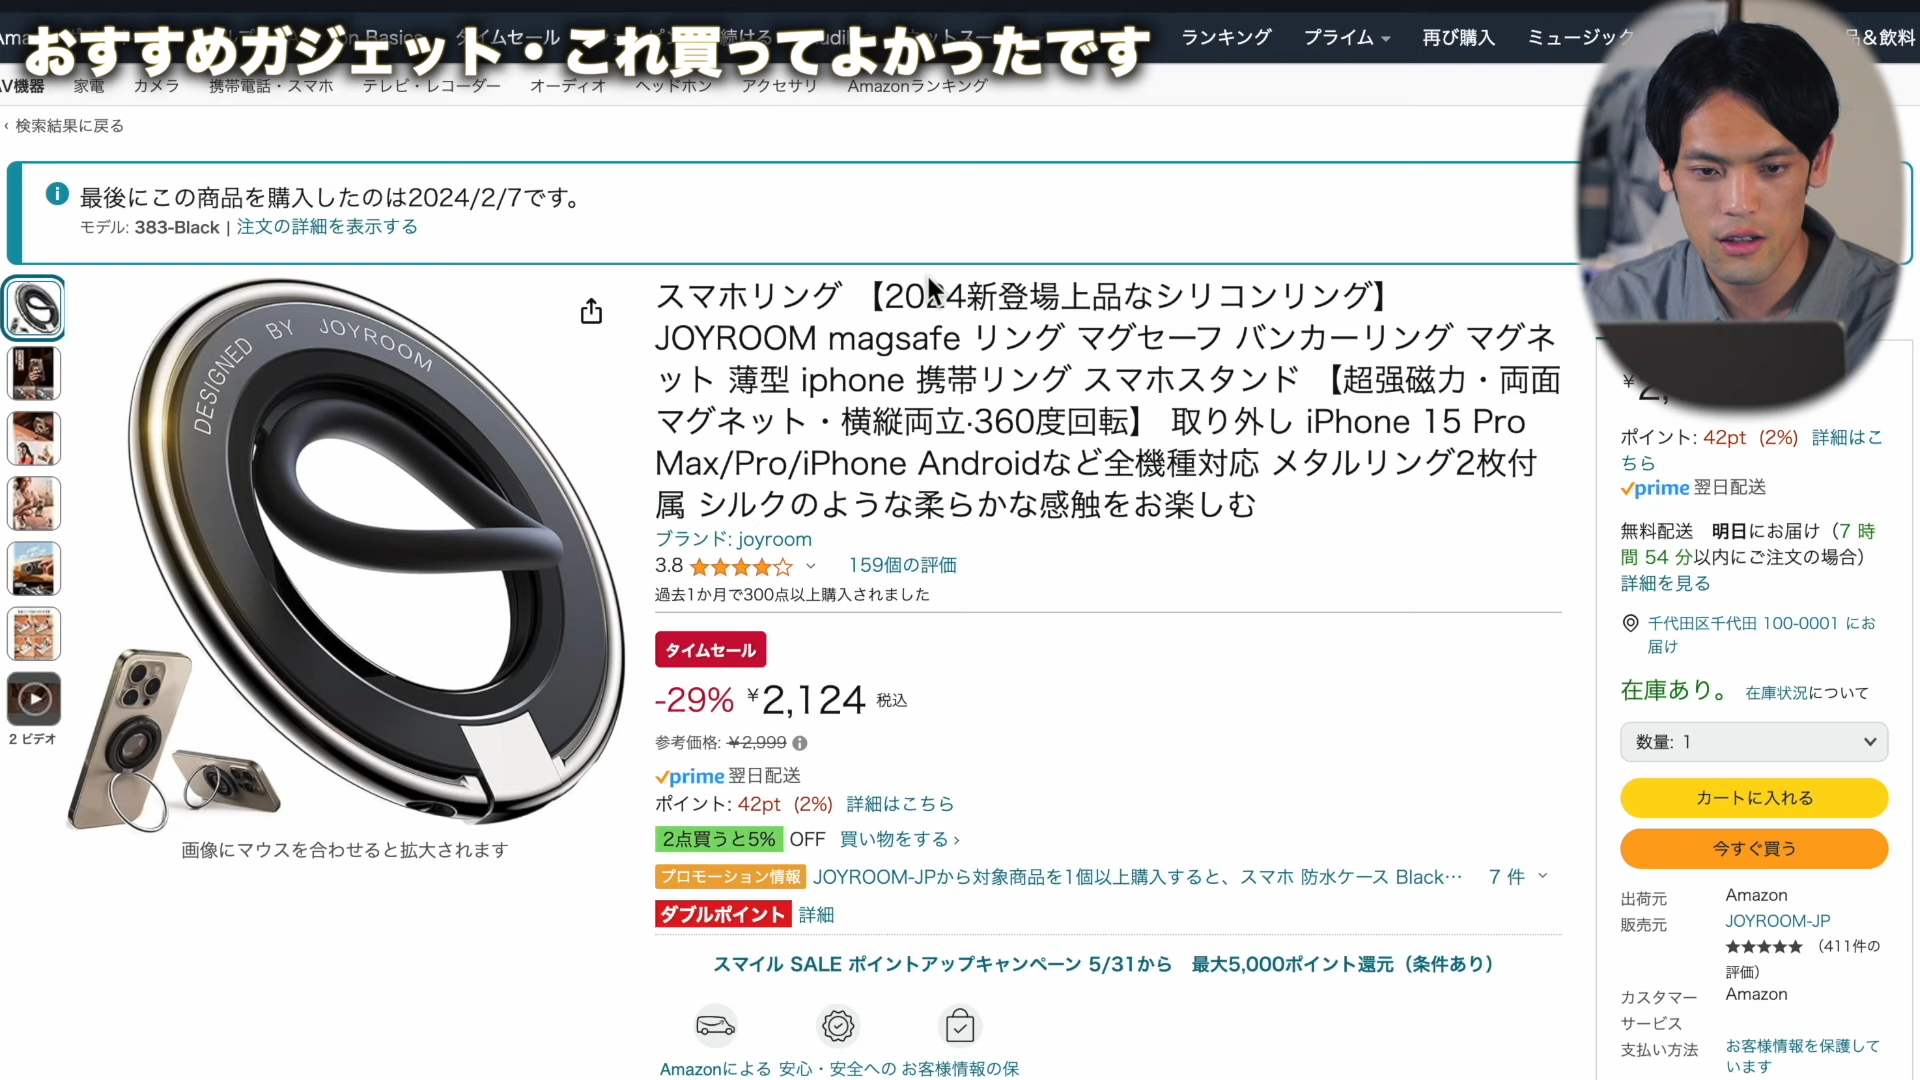 おすすめガジェット・これ買ってよかったです
タイムセール
ランキング
プライム
再び購入
ミュージック
品&飲料
AV機器
家電
カメラ
携帯電話・スマホ
テレビ・レコーダー
オーディオ
ヘッドホン
アクセサリ
Amazonランキング
‹ 検索結果に戻る
最後にこの商品を購入したのは2024/2/7です。
モデル: 383-Black | 注文の詳細を表示する
DESIGNED BY JOYROOM
2 ビデオ
画像にマウスを合わせると拡大されます
スマホリング 【2024新登場上品なシリコンリング】
JOYROOM magsafe リング マグセーフ バンカーリング マグネ
ット 薄型 iphone 携帯リング スマホスタンド 【超强磁力・両面
マグネット・横縦両立·360度回転】 取り外し iPhone 15 Pro
Max/Pro/iPhone Androidなど全機種対応 メタルリング2枚付
属 シルクのような柔らかな感触をお楽しむ
ブランド: joyroom
3.8 ★★★★☆ 159個の評価
過去1か月で300点以上購入されました
タイムセール
-29% ¥2,124 税込
参考価格: ¥2,999
prime 翌日配送
ポイント: 42pt (2%) 詳細はこちら
2点買うと5% OFF 買い物をする ›
プロモーション情報 JOYROOM-JPから対象商品を1個以上購入すると、スマホ 防水ケース Black… 7 件
ダブルポイント 詳細
スマイル SALE ポイントアップキャンペーン 5/31から 最大5,000ポイント還元（条件あり）
Amazonによる
安心・安全への
お客様情報の保
¥2,
ポイント: 42pt (2%) 詳細はこ
ちら
prime 翌日配送
無料配送 明日にお届け（7 時
間 54 分以内にご注文の場合）
詳細を見る
千代田区千代田 100-0001 にお
届け
在庫あり。 在庫状況について
数量: 1
カートに入れる
今すぐ買う
出荷元 Amazon
販売元 JOYROOM-JP
★★★★★ （411件の
評価）
カスタマー Amazon
サービス
支払い方法 お客様情報を保護して
います